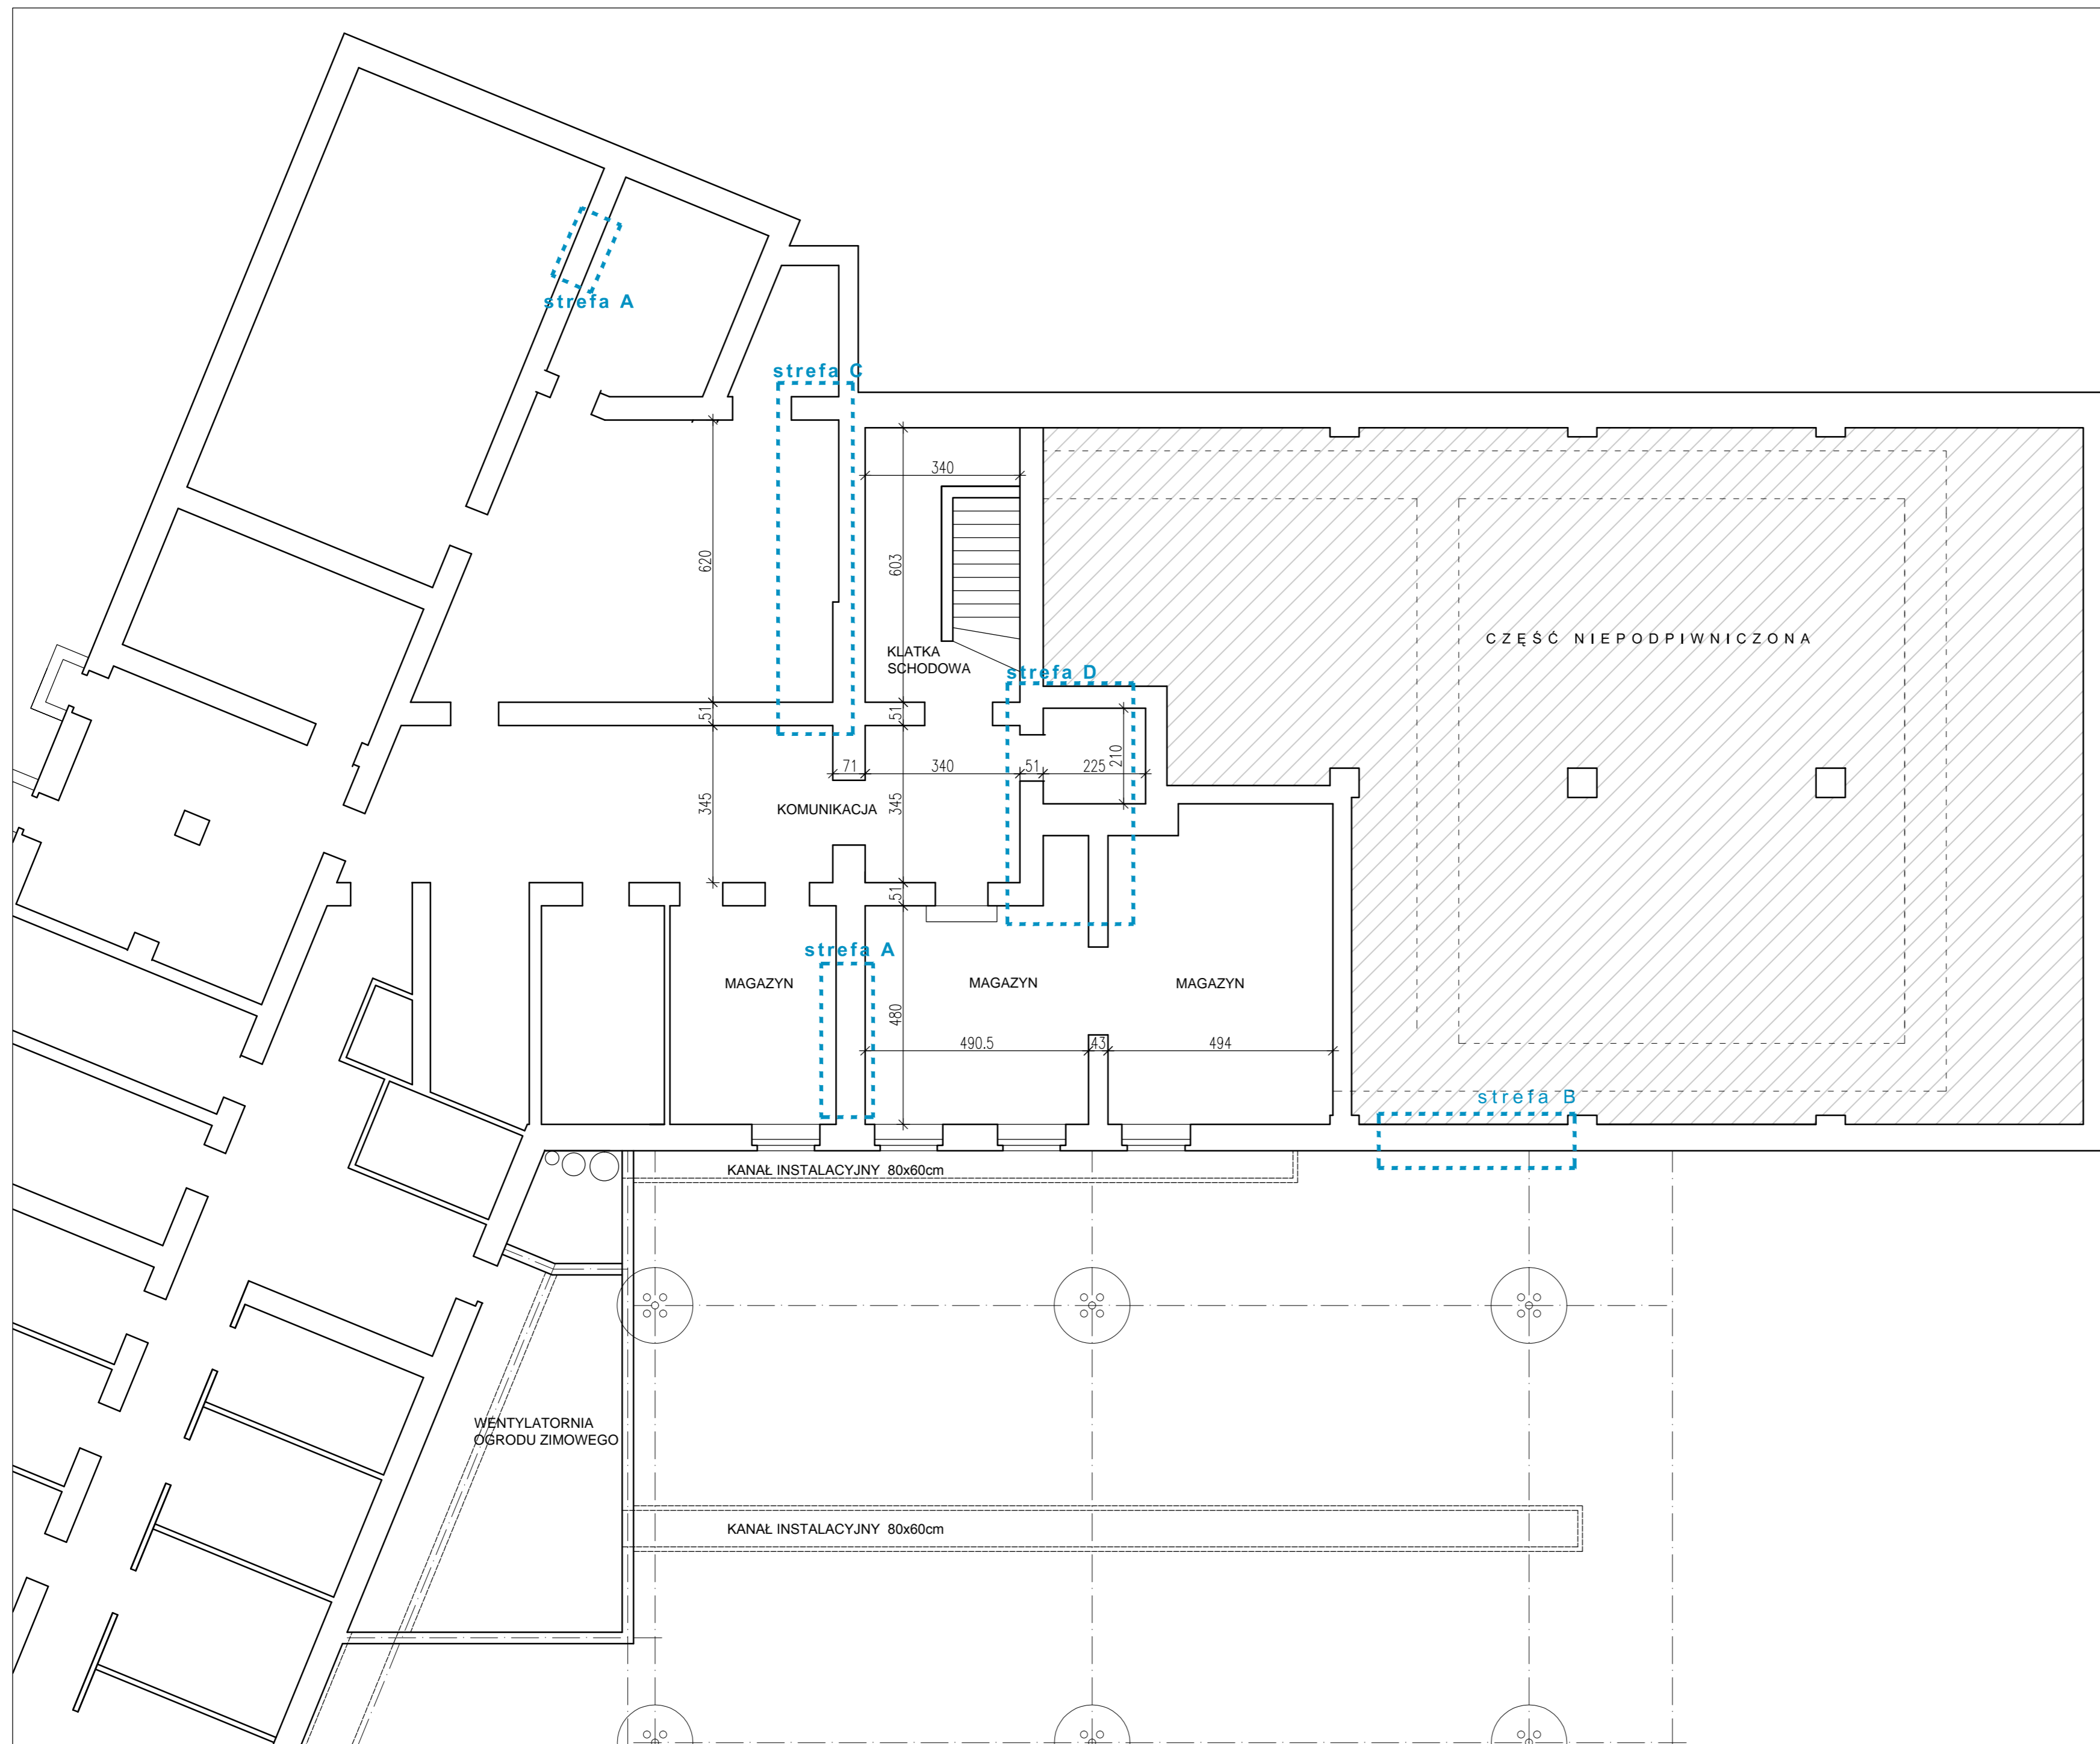 strefa A
strefa C
340
620
603
CZĘŚĆ NIEPODPIWNICZONA
KLATKA
SCHODOWA
strefa D
51
51
210
71
340
51
225
345
KOMUNIKACJA
345
51
strefa A
MAGAZYN
MAGAZYN
MAGAZYN
480
490.5
43
494
strefa B
KANAŁ INSTALACYJNY 80x60cm
WENTYLATORNIA
OGRODU ZIMOWEGO
KANAŁ INSTALACYJNY 80x60cm